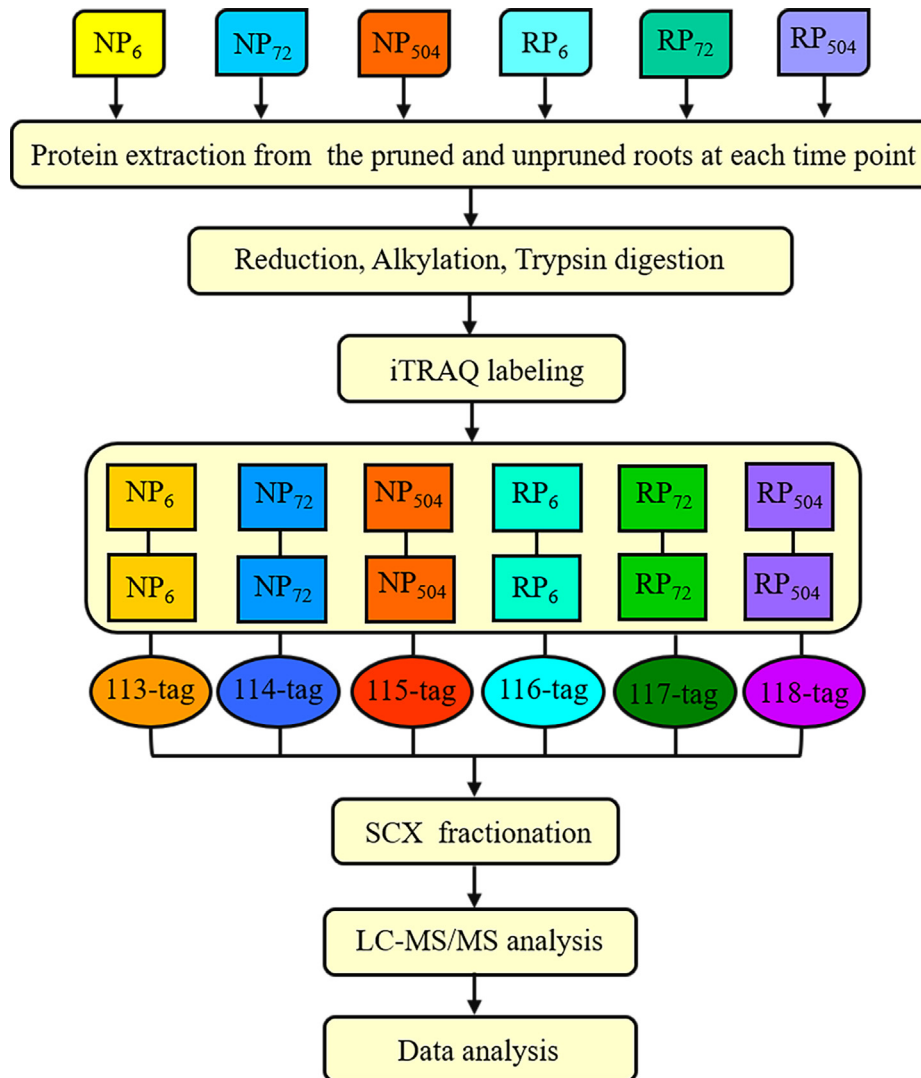 NP6 NP72 NP504 RP6 RP72 RP504
Protein extraction from the pruned and unpruned roots at each time point
Reduction, Alkylation, Trypsin digestion
iTRAQ labeling
NP6 NP72 NP504 RP6 RP72 RP504
NP6 NP72 NP504 RP6 RP72 RP504
113-tag 114-tag 115-tag 116-tag 117-tag 118-tag
SCX fractionation
LC-MS/MS analysis
Data analysis